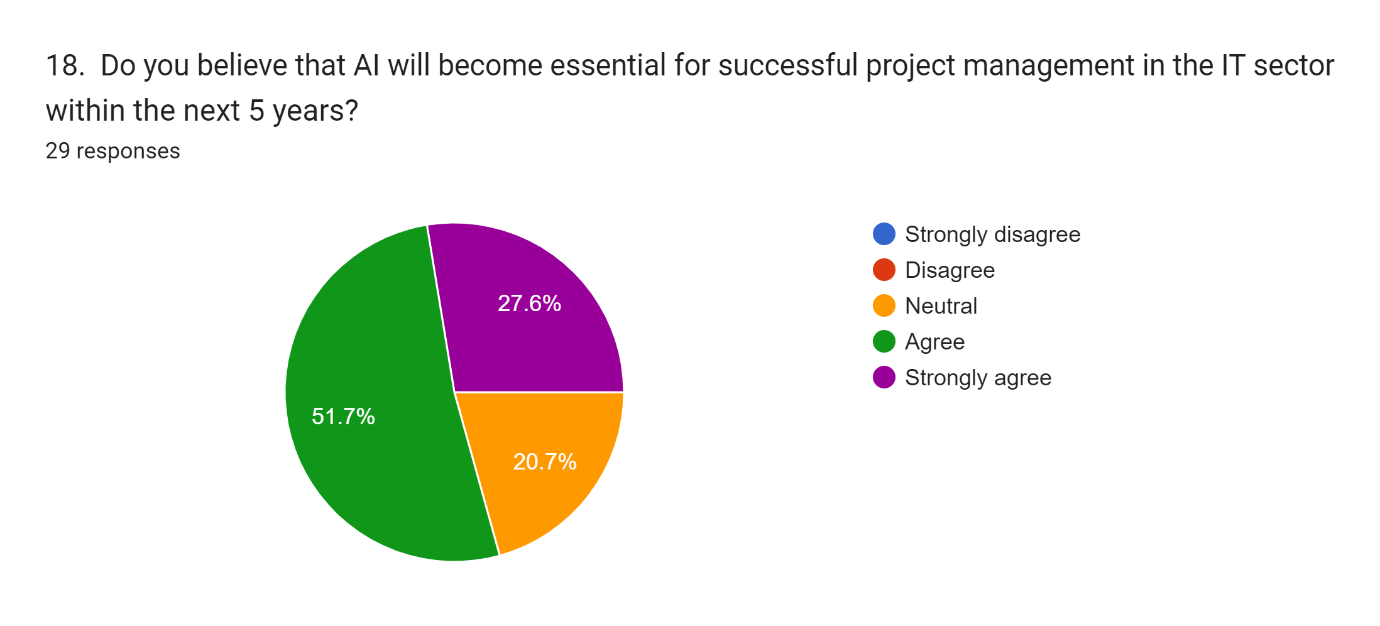 18. Do you believe that AI will become essential for successful project management in the IT sector
within the next 5 years?
29 responses
27.6%
51.7%
20.7%
Strongly disagree
Disagree
Neutral
Agree
Strongly agree